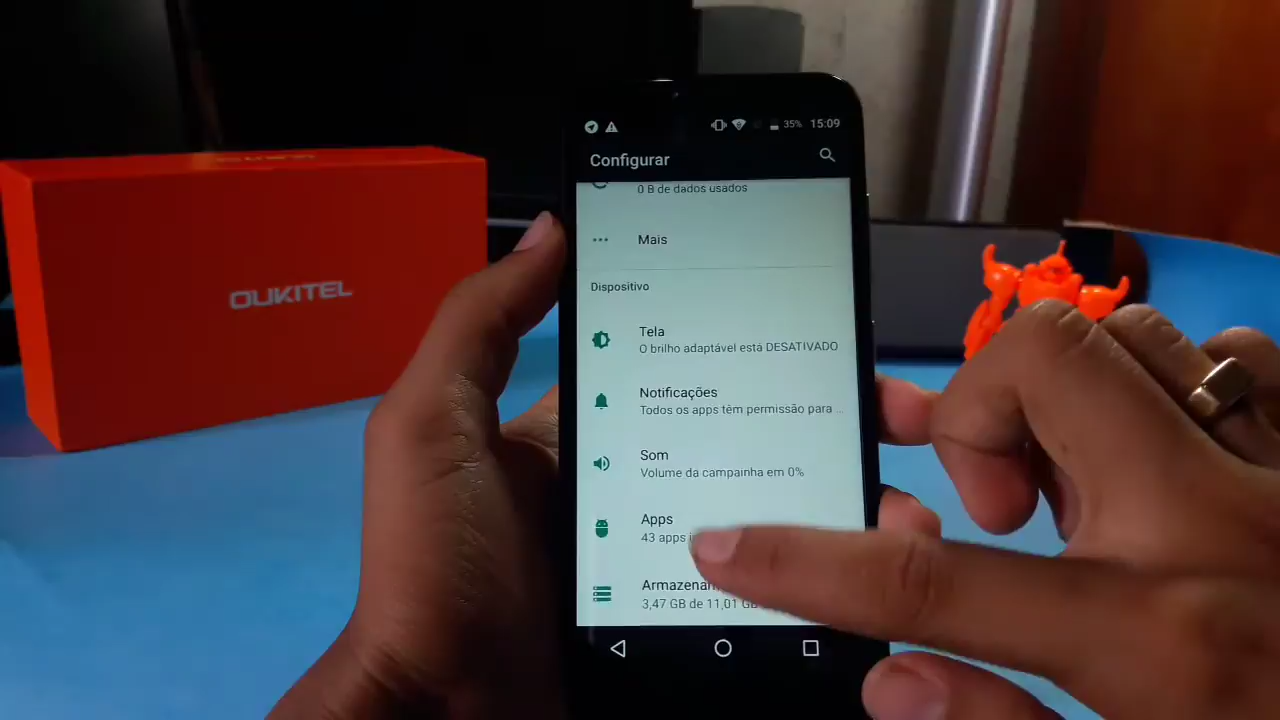 OUKITEL
35% 15:09
Configurar
0 B de dados usados
Mais
Dispositivo
Tela
O brilho adaptável está DESATIVADO
Notificações
Todos os apps têm permissão para ...
Som
Volume da campainha em 0%
Apps
43 apps
3,47 GB de 11,01 GB